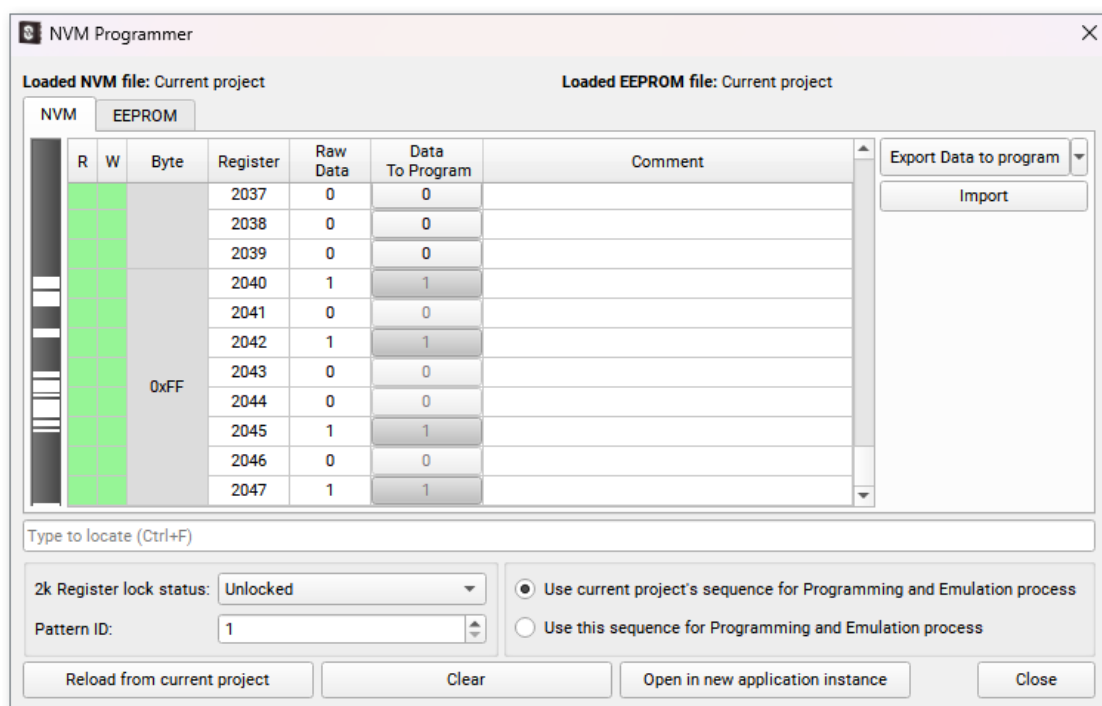 NVM Programmer
Loaded NVM file: Current project Loaded EEPROM file: Current project
NVM EEPROM
R W Byte Register Raw Data Data To Program Comment
Export Data to program
Import
2037 0 0
2038 0 0
2039 0 0
2040 1 1
2041 0 0
2042 1 1
2043 0 0
0xFF
2044 0 0
2045 1 1
2046 0 0
2047 1 1
Type to locate (Ctrl+F)
2k Register lock status: Unlocked
Pattern ID: 1
Use current project's sequence for Programming and Emulation process
Use this sequence for Programming and Emulation process
Reload from current project Clear Open in new application instance Close